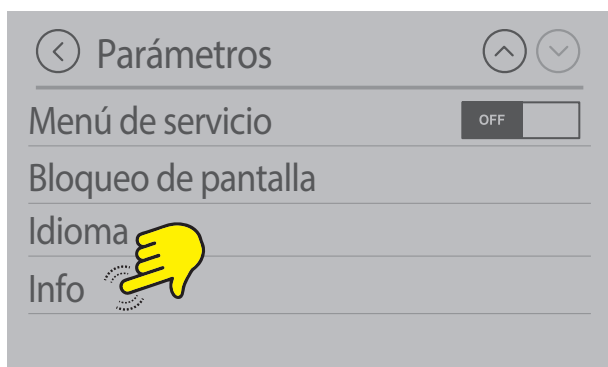 Parámetros
Menú de servicio OFF
Bloqueo de pantalla
Idioma
Info